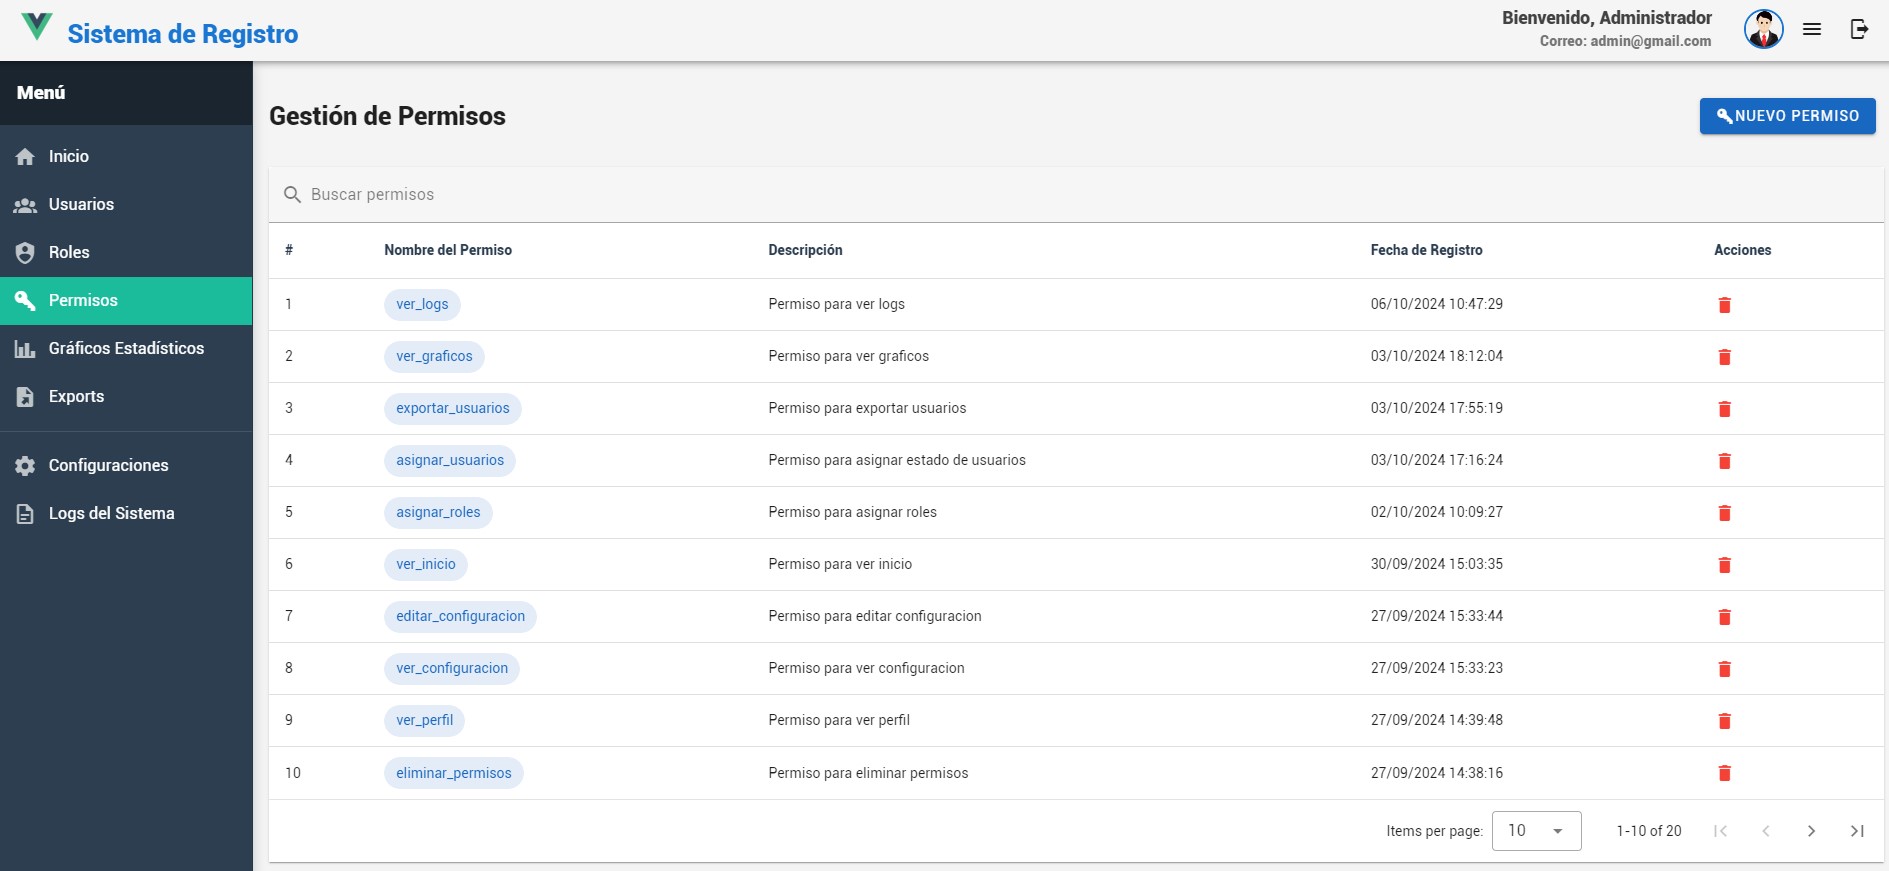 Sistema de Registro
Bienvenido, Administrador
Correo: admin@gmail.com
Menú
Inicio
Usuarios
Roles
Permisos
Gráficos Estadísticos
Exports
Configuraciones
Logs del Sistema
Gestión de Permisos
NUEVO PERMISO
Buscar permisos
# Nombre del Permiso Descripción Fecha de Registro Acciones
1 ver_logs Permiso para ver logs 06/10/2024 10:47:29
2 ver_graficos Permiso para ver graficos 03/10/2024 18:12:04
3 exportar_usuarios Permiso para exportar usuarios 03/10/2024 17:55:19
4 asignar_usuarios Permiso para asignar estado de usuarios 03/10/2024 17:16:24
5 asignar_roles Permiso para asignar roles 02/10/2024 10:09:27
6 ver_inicio Permiso para ver inicio 30/09/2024 15:03:35
7 editar_configuracion Permiso para editar configuracion 27/09/2024 15:33:44
8 ver_configuracion Permiso para ver configuracion 27/09/2024 15:33:23
9 ver_perfil Permiso para ver perfil 27/09/2024 14:39:48
10 eliminar_permisos Permiso para eliminar permisos 27/09/2024 14:38:16
Items per page: 10 1-10 of 20